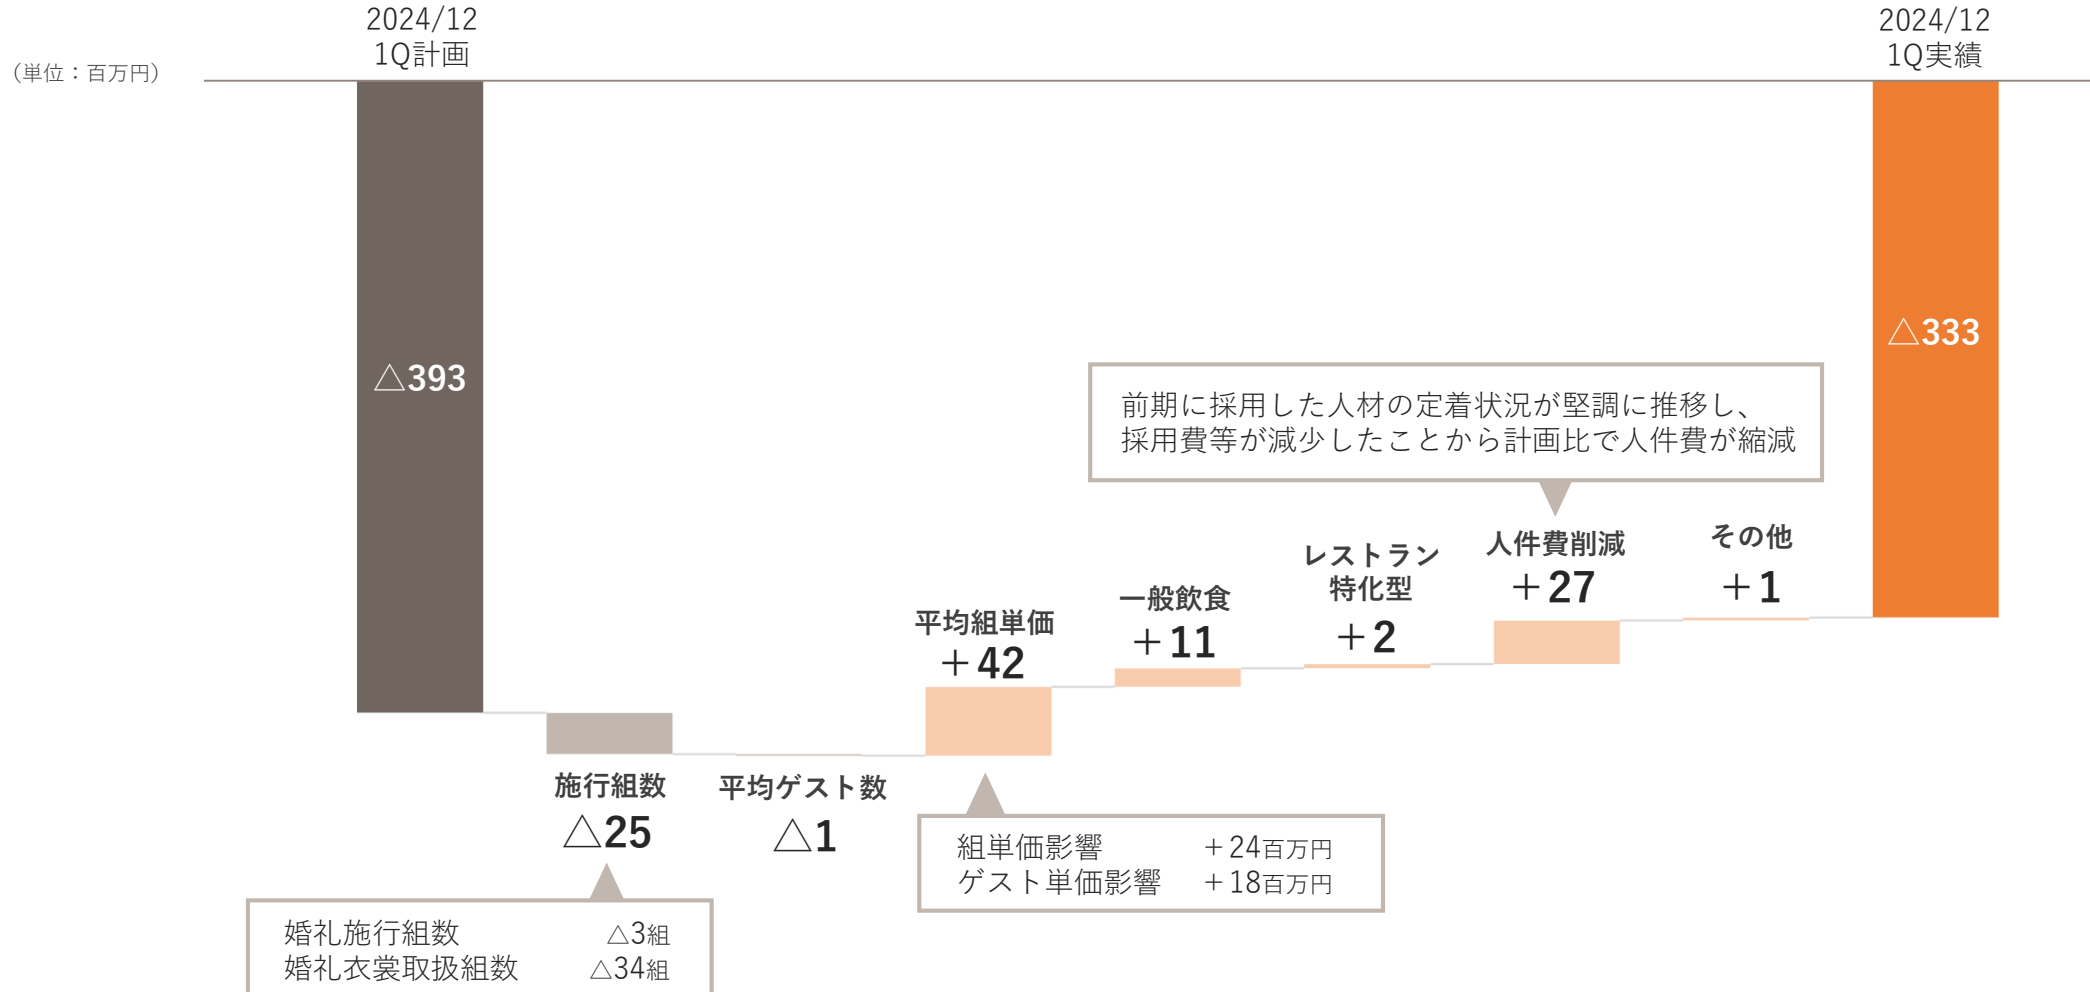 2024/12
1Q計画
2024/12
1Q実績
（単位：百万円）
△393
△333
前期に採用した人材の定着状況が堅調に推移し、
採用費等が減少したことから計画比で人件費が縮減
施行組数
△25
平均ゲスト数
△1
平均組単価
＋42
一般飲食
＋11
レストラン
特化型
＋2
人件費削減
＋27
その他
＋1
組単価影響 ＋24百万円
ゲスト単価影響 ＋18百万円
婚礼施行組数 △3組
婚礼衣裳取扱組数 △34組